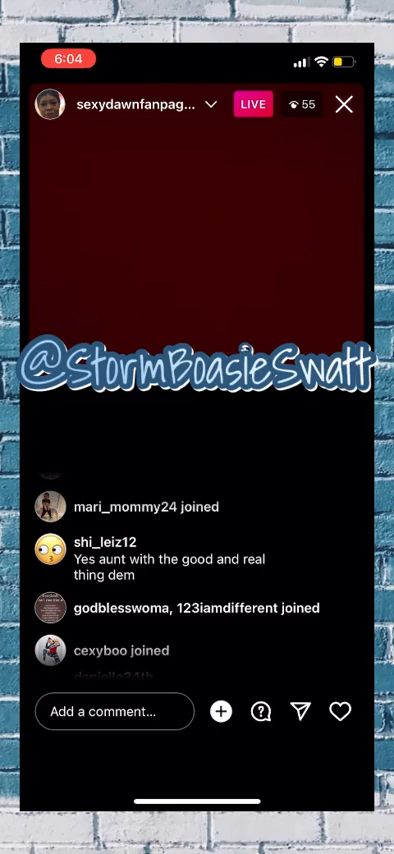 6:04
sexydawnfanpag...
LIVE
55
@StormBoasieSwatt
mari_mommy24 joined
shi_leiz12
Yes aunt with the good and real
thing dem
godblesswoma, 123iamdifferent joined
cexyboo joined
danielle24th
Add a comment...